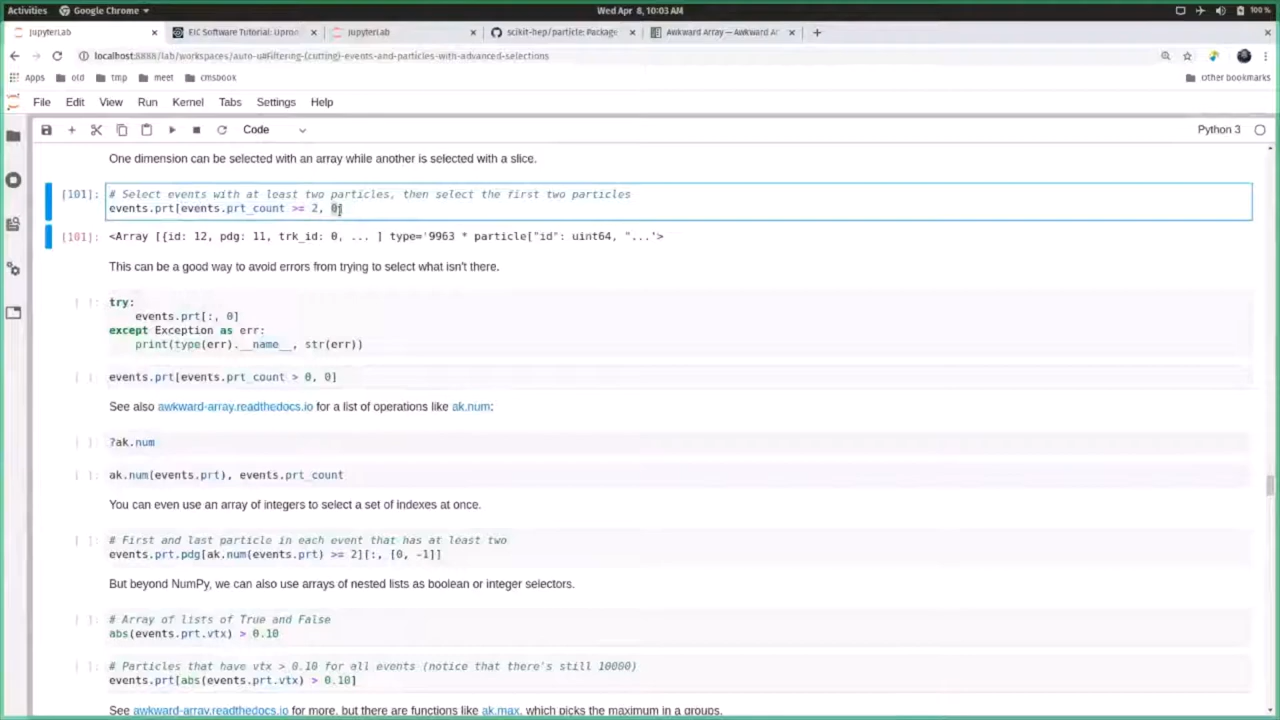 Activities Google Chrome Wed Apr 8, 10:03 AM 100 %
JupyterLab EIC Software Tutorial: Upron JupyterLab scikit-hep/particle: Package Awkward Array — Awkward Ar
localhost:8888/lab/workspaces/auto-u#Filtering-(cutting)-events-and-particles-with-advanced-selections
Apps old tmp meet cmsbook Other bookmarks
File Edit View Run Kernel Tabs Settings Help
Code Python 3
One dimension can be selected with an array while another is selected with a slice.
[101]: # Select events with at least two particles, then select the first two particles
events.prt[events.prt_count >= 2, 0]
[101]: <Array [{id: 12, pdg: 11, trk_id: 0, ... ] type='9963 * particle["id": uint64, "...'>
This can be a good way to avoid errors from trying to select what isn't there.
[ ]: try:
events.prt[:, 0]
except Exception as err:
print(type(err).__name__, str(err))
[ ]: events.prt[events.prt_count > 0, 0]
See also awkward-array.readthedocs.io for a list of operations like ak.num:
[ ]: ?ak.num
[ ]: ak.num(events.prt), events.prt_count
You can even use an array of integers to select a set of indexes at once.
[ ]: # First and last particle in each event that has at least two
events.prt.pdg[ak.num(events.prt) >= 2][:, [0, -1]]
But beyond NumPy, we can also use arrays of nested lists as boolean or integer selectors.
[ ]: # Array of lists of True and False
abs(events.prt.vtx) > 0.10
[ ]: # Particles that have vtx > 0.10 for all events (notice that there's still 10000)
events.prt[abs(events.prt.vtx) > 0.10]
See awkward-array.readthedocs.io for more, but there are functions like ak.max, which picks the maximum in a groups.